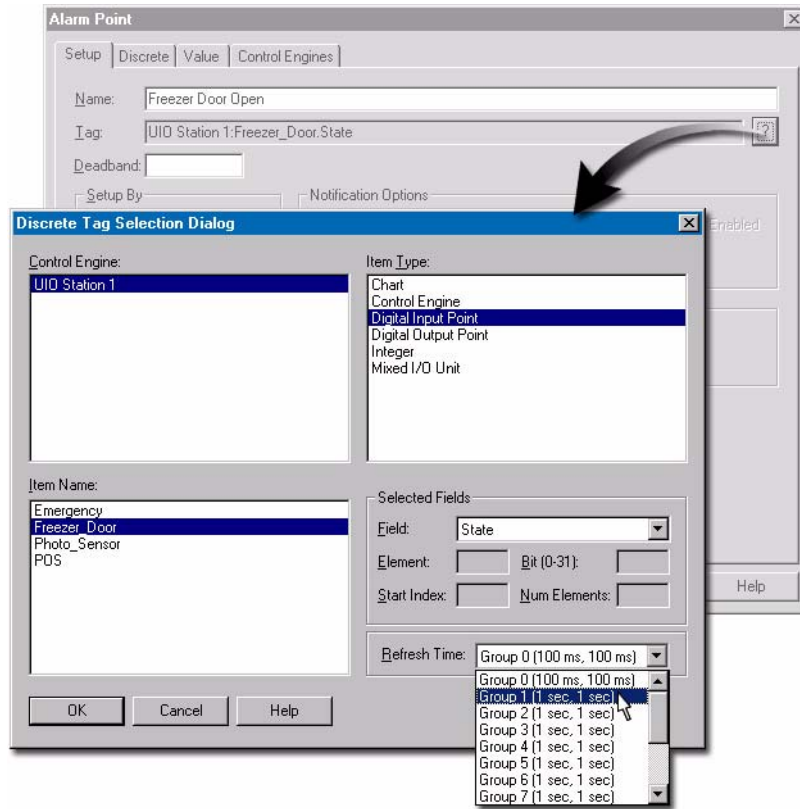 Alarm Point
Setup Discrete Value Control Engines
Name: Freezer Door Open
Tag: UIO Station 1:Freezer_Door.State ?
Deadband:
Setup By Notification Options
Enabled
Discrete Tag Selection Dialog
Control Engine:
UIO Station 1
Item Type:
Chart
Control Engine
Digital Input Point
Digital Output Point
Integer
Mixed I/O Unit
Item Name:
Emergency
Freezer_Door
Photo_Sensor
POS
Selected Fields
Field: State
Element: Bit (0-31):
Start Index: Num Elements:
Refresh Time: Group 0 (100 ms, 100 ms)
Group 0 (100 ms, 100 ms)
Group 1 (1 sec, 1 sec)
Group 2 (1 sec, 1 sec)
Group 3 (1 sec, 1 sec)
Group 4 (1 sec, 1 sec)
Group 5 (1 sec, 1 sec)
Group 6 (1 sec, 1 sec)
Group 7 (1 sec, 1 sec)
OK Cancel Help
Help